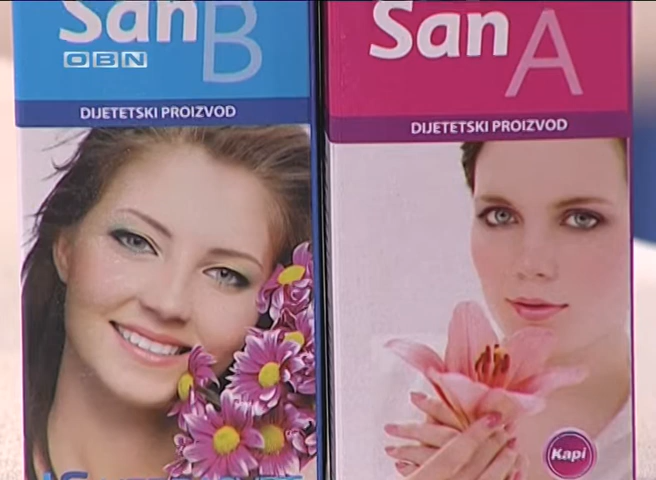 San B
OBN
DIJETETSKI PROIZVOD
San A
DIJETETSKI PROIZVOD
Kapi